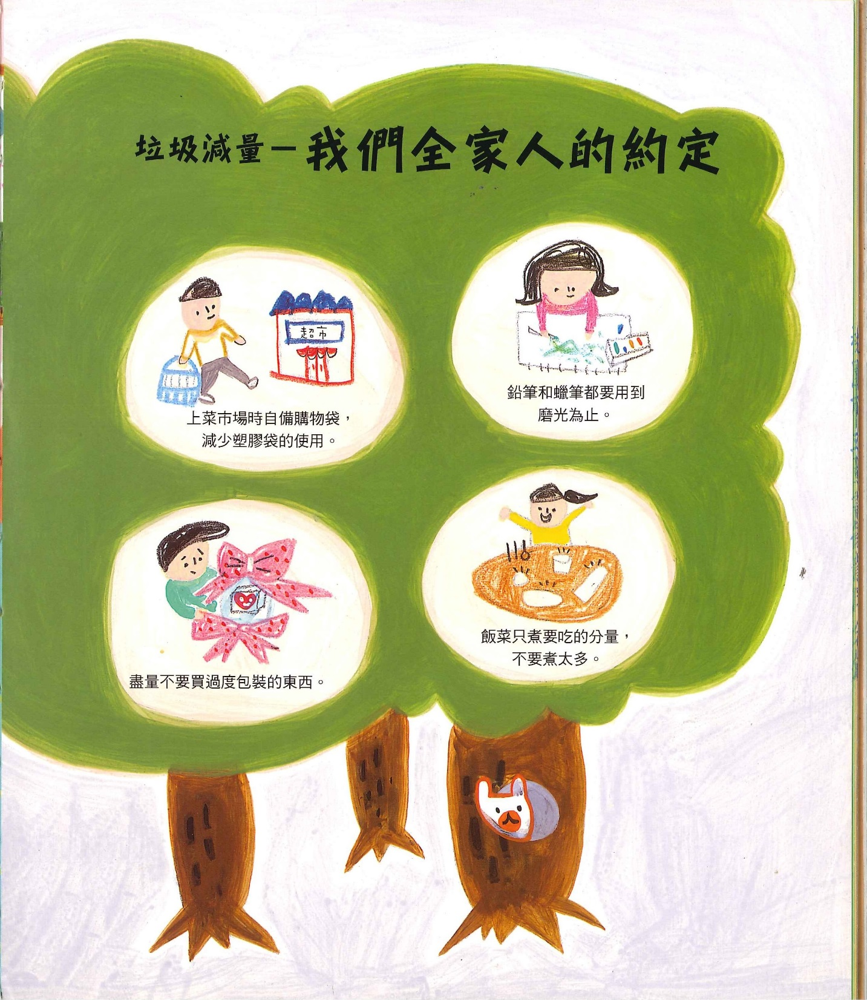 垃圾減量－我們全家人的約定
超市
上菜市場時自備購物袋，
減少塑膠袋的使用。
鉛筆和蠟筆都要用到
磨光為止。
盡量不要買過度包裝的東西。
飯菜只煮要吃的分量，
不要煮太多。